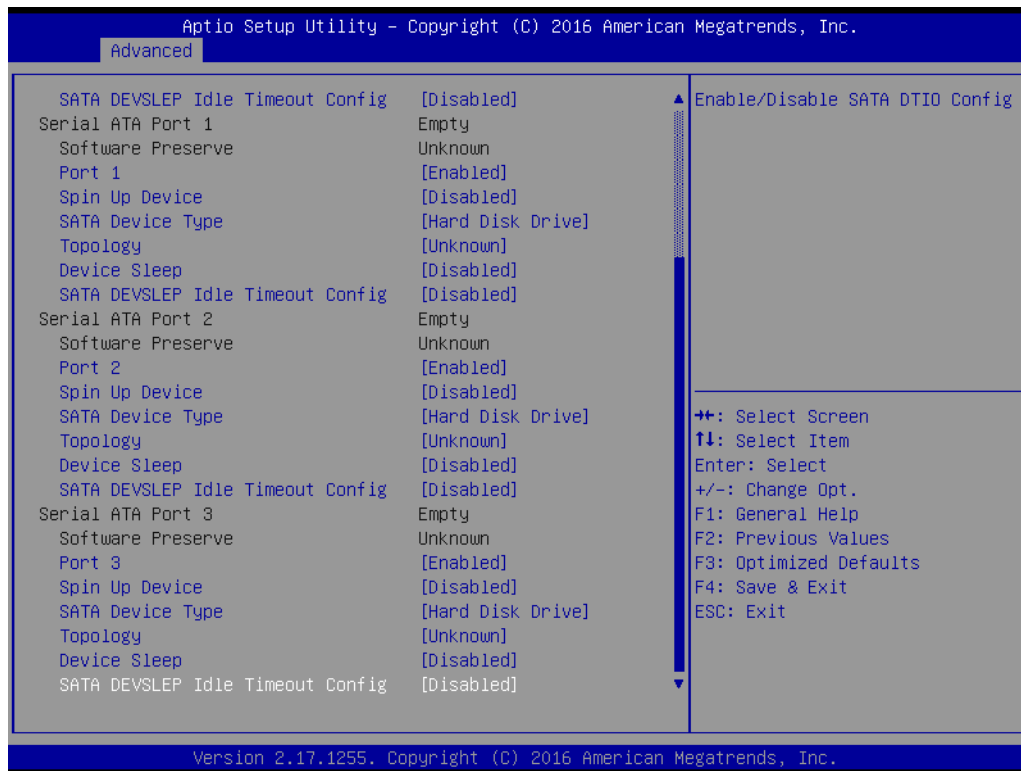 Aptio Setup Utility – Copyright (C) 2016 American Megatrends, Inc.
Advanced
SATA DEVSLEP Idle Timeout Config [Disabled]
Serial ATA Port 1 Empty
Software Preserve Unknown
Port 1 [Enabled]
Spin Up Device [Disabled]
SATA Device Type [Hard Disk Drive]
Topology [Unknown]
Device Sleep [Disabled]
SATA DEVSLEP Idle Timeout Config [Disabled]
Serial ATA Port 2 Empty
Software Preserve Unknown
Port 2 [Enabled]
Spin Up Device [Disabled]
SATA Device Type [Hard Disk Drive]
Topology [Unknown]
Device Sleep [Disabled]
SATA DEVSLEP Idle Timeout Config [Disabled]
Serial ATA Port 3 Empty
Software Preserve Unknown
Port 3 [Enabled]
Spin Up Device [Disabled]
SATA Device Type [Hard Disk Drive]
Topology [Unknown]
Device Sleep [Disabled]
SATA DEVSLEP Idle Timeout Config [Disabled]
Enable/Disable SATA DTIO Config
→←: Select Screen
↑↓: Select Item
Enter: Select
+/-: Change Opt.
F1: General Help
F2: Previous Values
F3: Optimized Defaults
F4: Save & Exit
ESC: Exit
Version 2.17.1255. Copyright (C) 2016 American Megatrends, Inc.